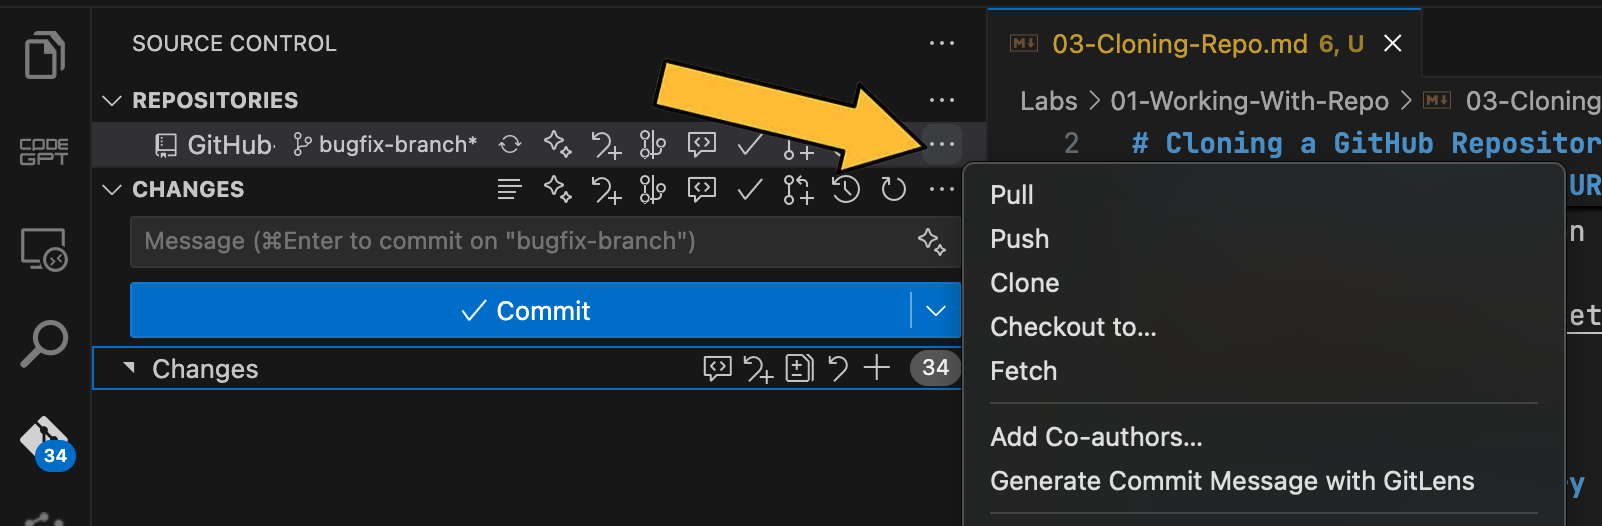 SOURCE CONTROL
03-Cloning-Repo.md 6, U
REPOSITORIES
Labs > 01-Working-With-Repo > 03-Cloning
GitHub bugfix-branch*
2 # Cloning a GitHub Repositor
CODE GPT
CHANGES
UR
Pull
n
Message (⌘Enter to commit on "bugfix-branch")
Push
Clone
Commit
et
Checkout to...
Changes 34
Fetch
Add Co-authors...
34
Generate Commit Message with GitLens
y